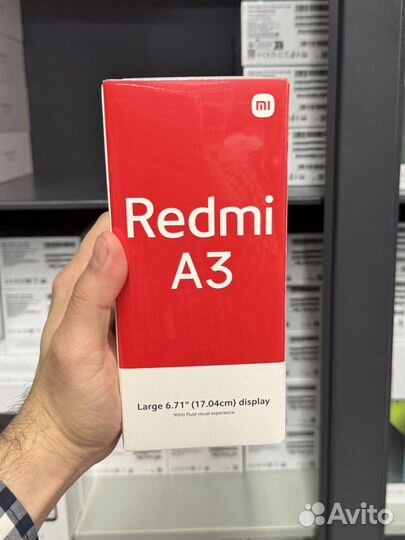 mi
Redmi
A3
Large 6.71" (17.04cm) display
90Hz Fluid visual experience
Avito